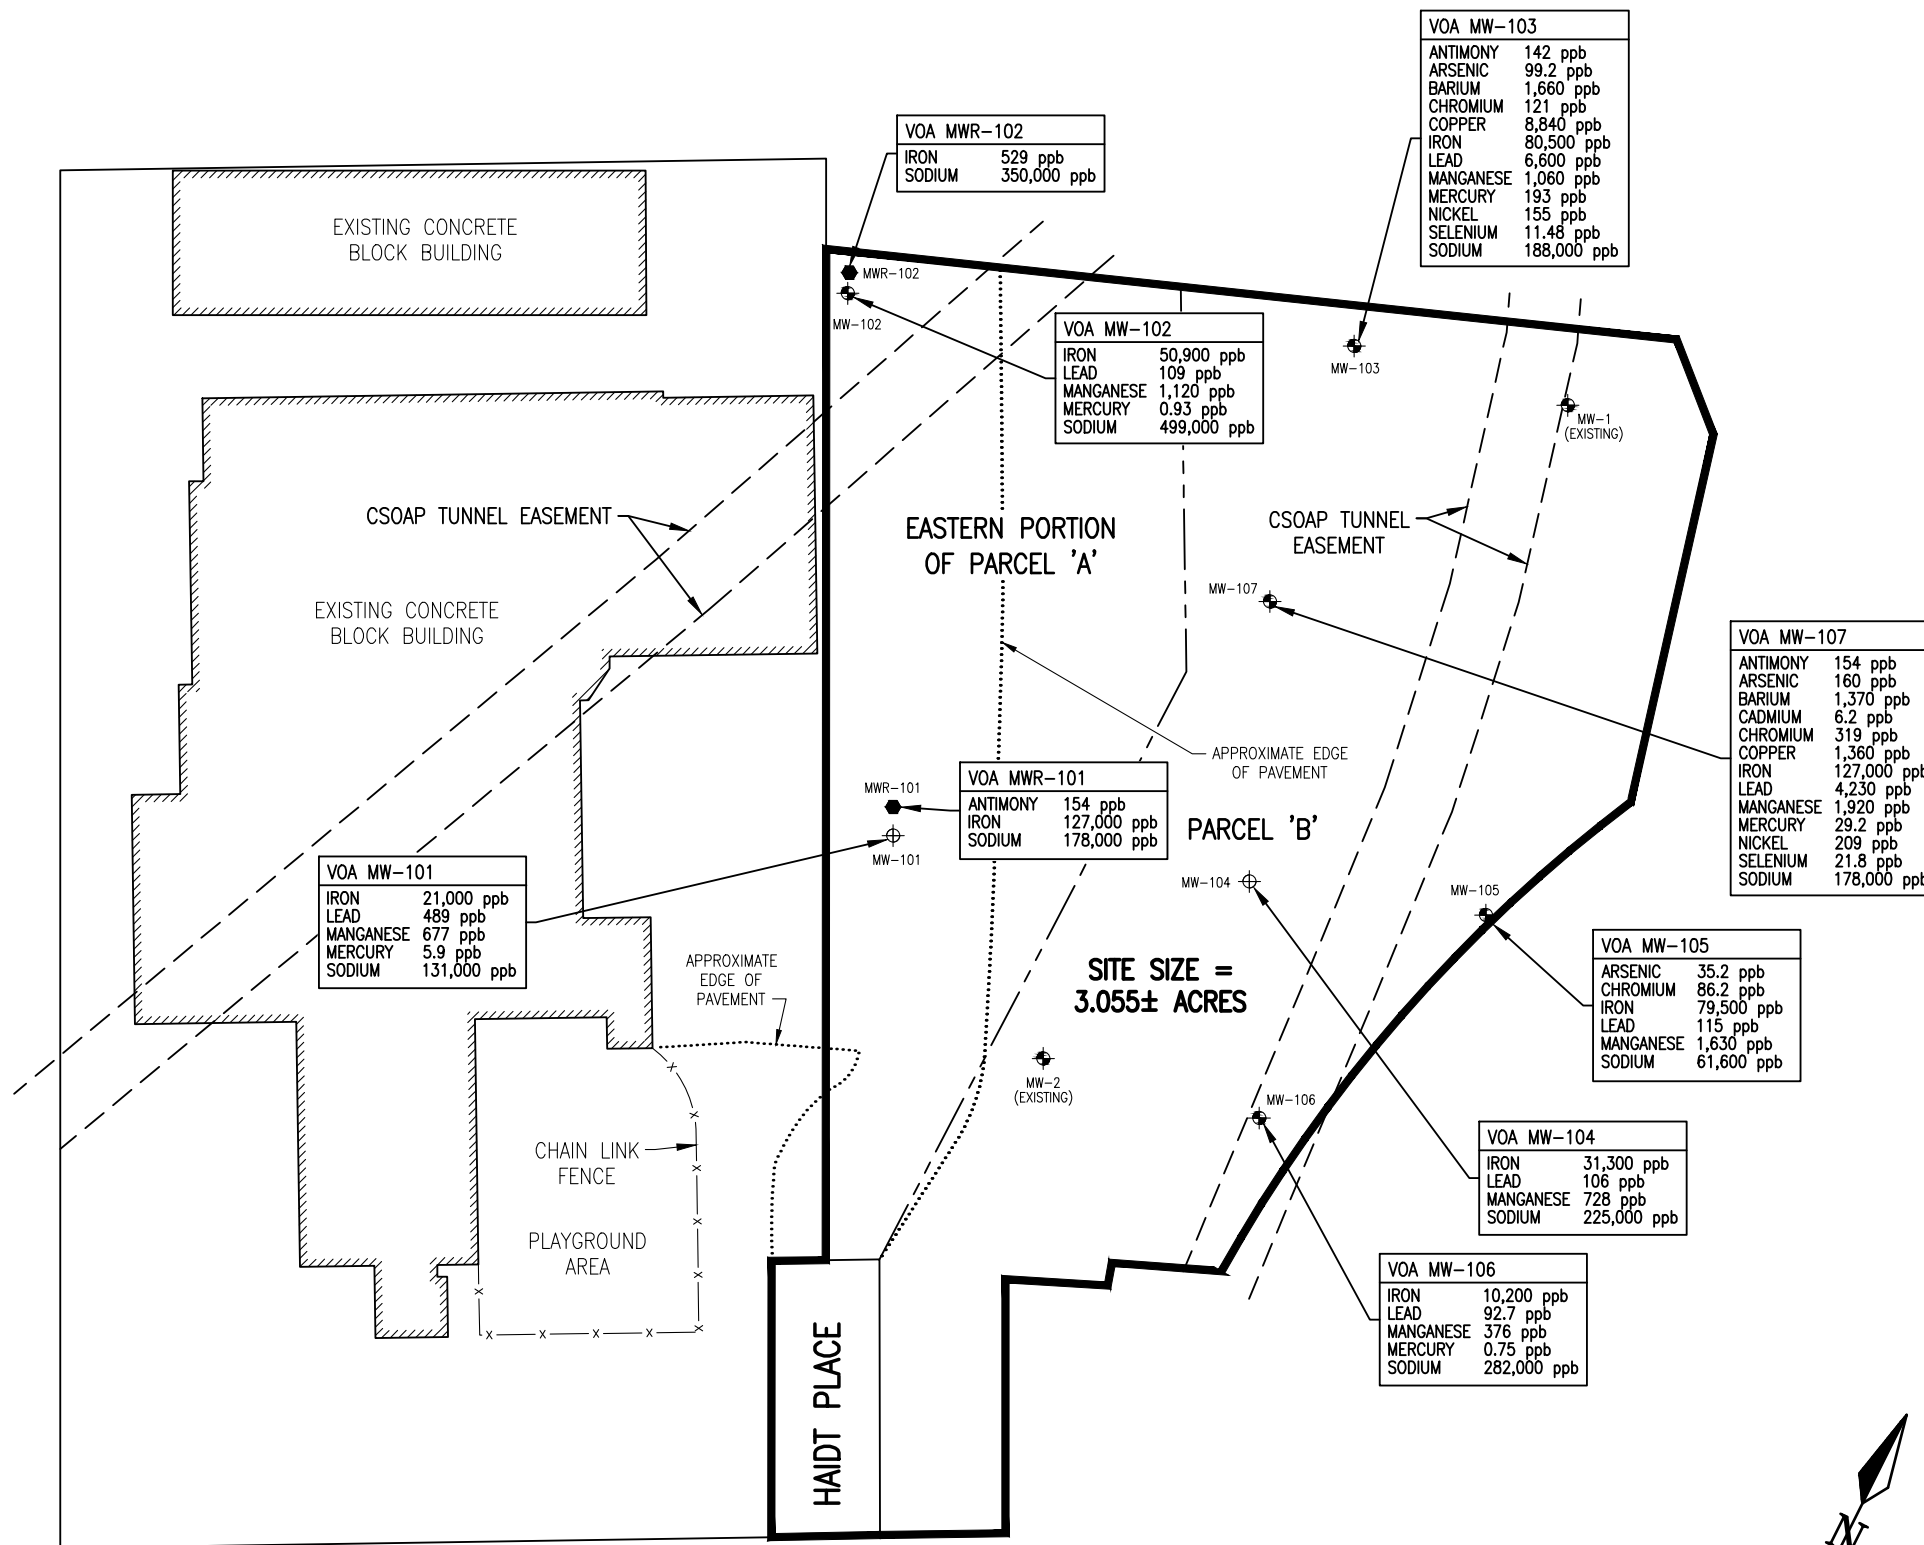 VOA MW-103
ANTIMONY 142 ppb
ARSENIC 99.2 ppb
BARIUM 1,660 ppb
CHROMIUM 121 ppb
COPPER 8,840 ppb
IRON 80,500 ppb
LEAD 6,600 ppb
MANGANESE 1,060 ppb
MERCURY 193 ppb
NICKEL 155 ppb
SELENIUM 11.48 ppb
SODIUM 188,000 ppb
VOA MWR-102
IRON 529 ppb
SODIUM 350,000 ppb
EXISTING CONCRETE
BLOCK BUILDING
MWR-102
MW-102
VOA MW-102
IRON 50,900 ppb
LEAD 109 ppb
MANGANESE 1,120 ppb
MERCURY 0.93 ppb
SODIUM 499,000 ppb
MW-103
MW-1
(EXISTING)
CSOAP TUNNEL EASEMENT
EASTERN PORTION
OF PARCEL 'A'
CSOAP TUNNEL
EASEMENT
EXISTING CONCRETE
BLOCK BUILDING
MW-107
VOA MW-107
ANTIMONY 154 ppb
ARSENIC 160 ppb
BARIUM 1,370 ppb
CADMIUM 6.2 ppb
CHROMIUM 319 ppb
COPPER 1,360 ppb
IRON 127,000 ppb
LEAD 4,230 ppb
MANGANESE 1,920 ppb
MERCURY 29.2 ppb
NICKEL 209 ppb
SELENIUM 21.8 ppb
SODIUM 178,000 ppb
APPROXIMATE EDGE
OF PAVEMENT
MWR-101
MW-101
VOA MWR-101
ANTIMONY 154 ppb
IRON 127,000 ppb
SODIUM 178,000 ppb
PARCEL 'B'
VOA MW-101
IRON 21,000 ppb
LEAD 489 ppb
MANGANESE 677 ppb
MERCURY 5.9 ppb
SODIUM 131,000 ppb
MW-104
MW-105
APPROXIMATE
EDGE OF
PAVEMENT
SITE SIZE =
3.055± ACRES
VOA MW-105
ARSENIC 35.2 ppb
CHROMIUM 86.2 ppb
IRON 79,500 ppb
LEAD 115 ppb
MANGANESE 1,630 ppb
SODIUM 61,600 ppb
MW-2
(EXISTING)
MW-106
CHAIN LINK
FENCE
VOA MW-104
IRON 31,300 ppb
LEAD 106 ppb
MANGANESE 728 ppb
SODIUM 225,000 ppb
PLAYGROUND
AREA
VOA MW-106
IRON 10,200 ppb
LEAD 92.7 ppb
MANGANESE 376 ppb
MERCURY 0.75 ppb
SODIUM 282,000 ppb
HAIDT PLACE
N